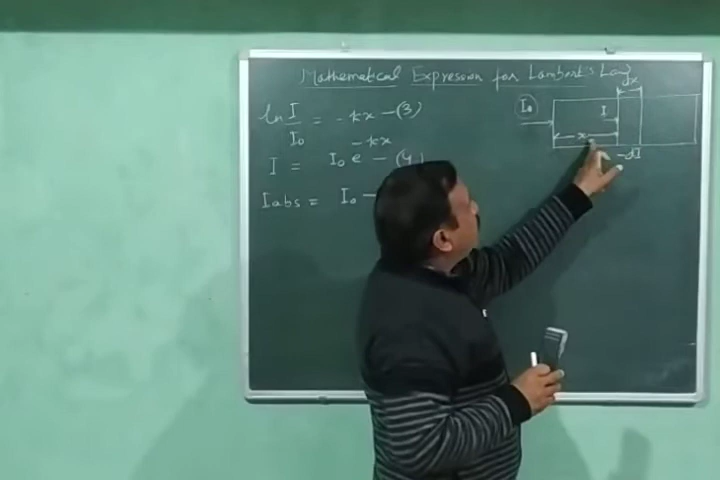 Mathematical Expression for Lambert's Law
ln I/I₀ = - kx - (3)
I = I₀ e^-kx - (4)
Iabs = I₀ -
dx
I₀
I
x
-dI